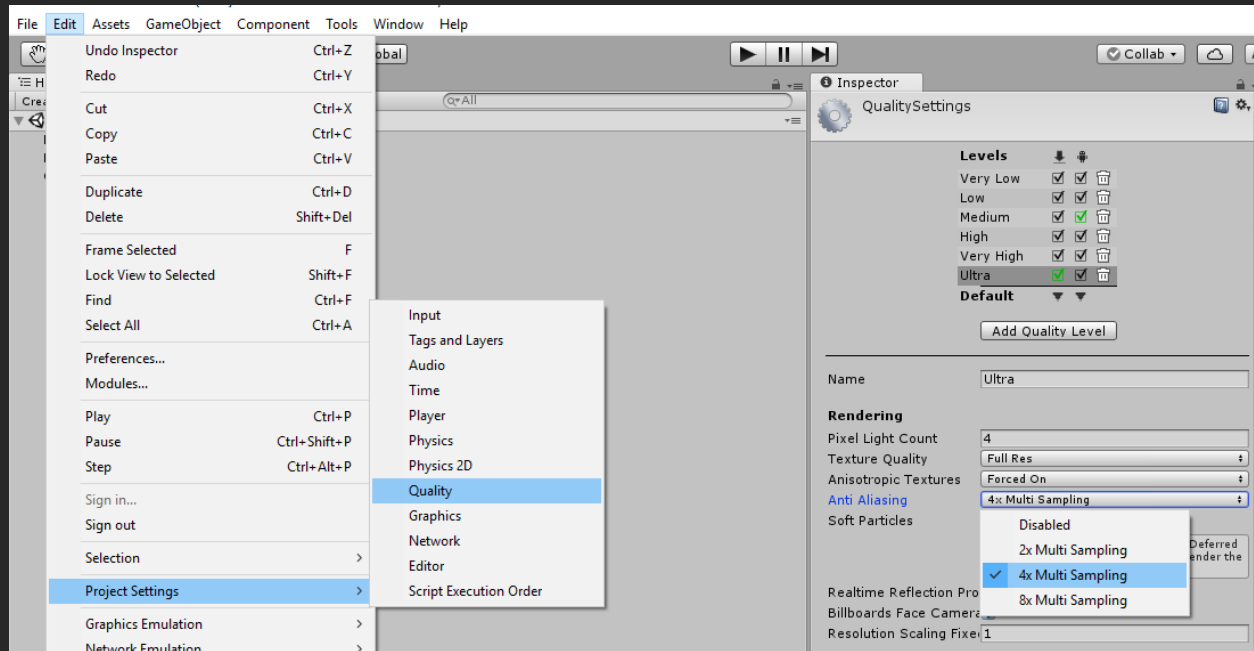 File Edit Assets GameObject Component Tools Window Help
Undo Inspector Ctrl+Z
Redo Ctrl+Y
Cut Ctrl+X
Copy Ctrl+C
Paste Ctrl+V
Duplicate Ctrl+D
Delete Shift+Del
Frame Selected F
Lock View to Selected Shift+F
Find Ctrl+F
Select All Ctrl+A
Preferences...
Modules...
Play Ctrl+P
Pause Ctrl+Shift+P
Step Ctrl+Alt+P
Sign in...
Sign out
Selection
Project Settings
Graphics Emulation
Network Emulation
Input
Tags and Layers
Audio
Time
Player
Physics
Physics 2D
Quality
Graphics
Network
Editor
Script Execution Order
obal
All
Collab
Inspector
QualitySettings
Levels
Very Low
Low
Medium
High
Very High
Ultra
Default
Add Quality Level
Name Ultra
Rendering
Pixel Light Count 4
Texture Quality Full Res
Anisotropic Textures Forced On
Anti Aliasing 4x Multi Sampling
Soft Particles
Disabled
2x Multi Sampling
4x Multi Sampling
8x Multi Sampling
Deferred
ender the
Realtime Reflection Pro
Billboards Face Camera
Resolution Scaling Fixe 1